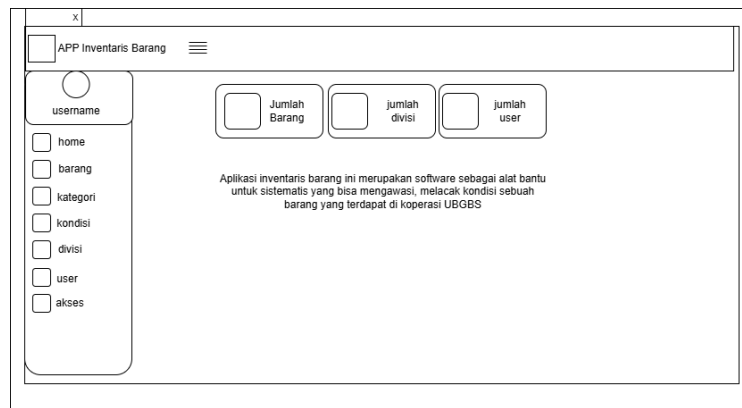 x
APP Inventaris Barang
username
home
barang
kategori
kondisi
divisi
user
akses
Jumlah
Barang
jumlah
divisi
jumlah
user
Aplikasi inventaris barang ini merupakan software sebagai alat bantu
untuk sistematis yang bisa mengawasi, melacak kondisi sebuah
barang yang terdapat di koperasi UBGBS